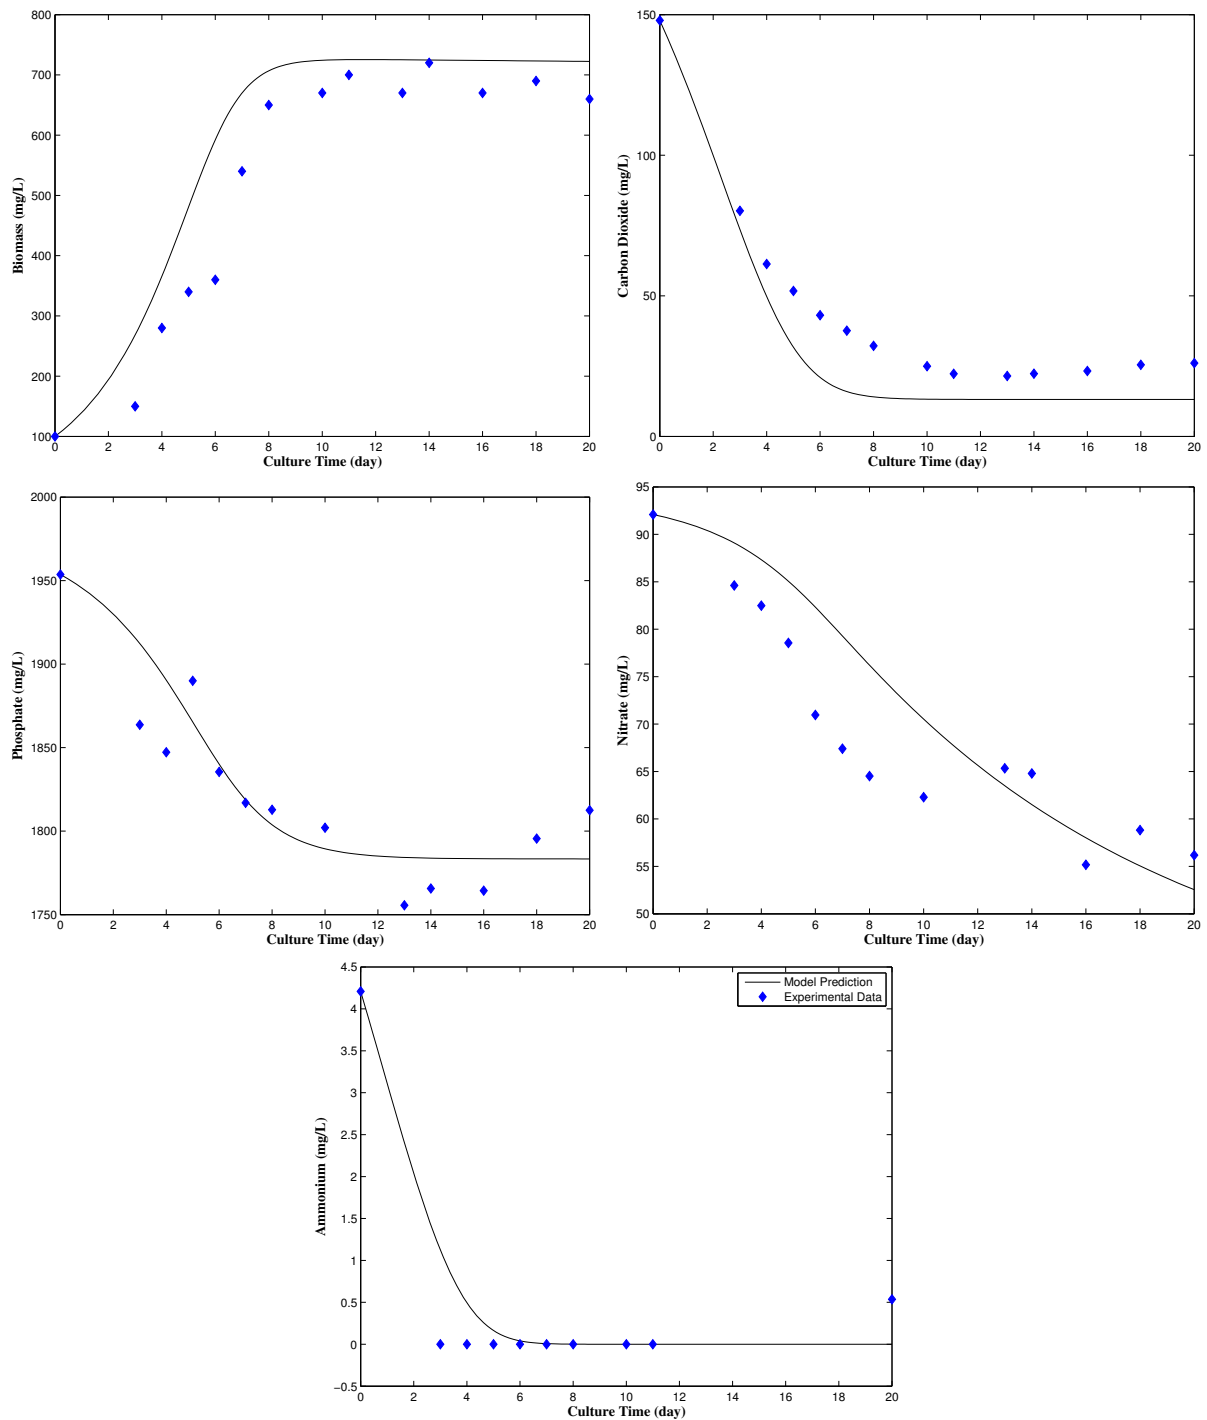 800
700
600
500
400
300
200
100
0 2 4 6 8 10 12 14 16 18 20
Biomass (mg/L)
Culture Time (day)
150
100
50
0
0 2 4 6 8 10 12 14 16 18 20
Carbon Dioxide (mg/L)
Culture Time (day)
2000
1950
1900
1850
1800
1750
0 2 4 6 8 10 12 14 16 18 20
Phosphate (mg/L)
Culture Time (day)
95
90
85
80
75
70
65
60
55
50
0 2 4 6 8 10 12 14 16 18 20
Nitrate (mg/L)
Culture Time (day)
4.5
4
3.5
3
2.5
2
1.5
1
0.5
0
−0.5
0 2 4 6 8 10 12 14 16 18 20
Ammonium (mg/L)
Culture Time (day)
Model Prediction
Experimental Data